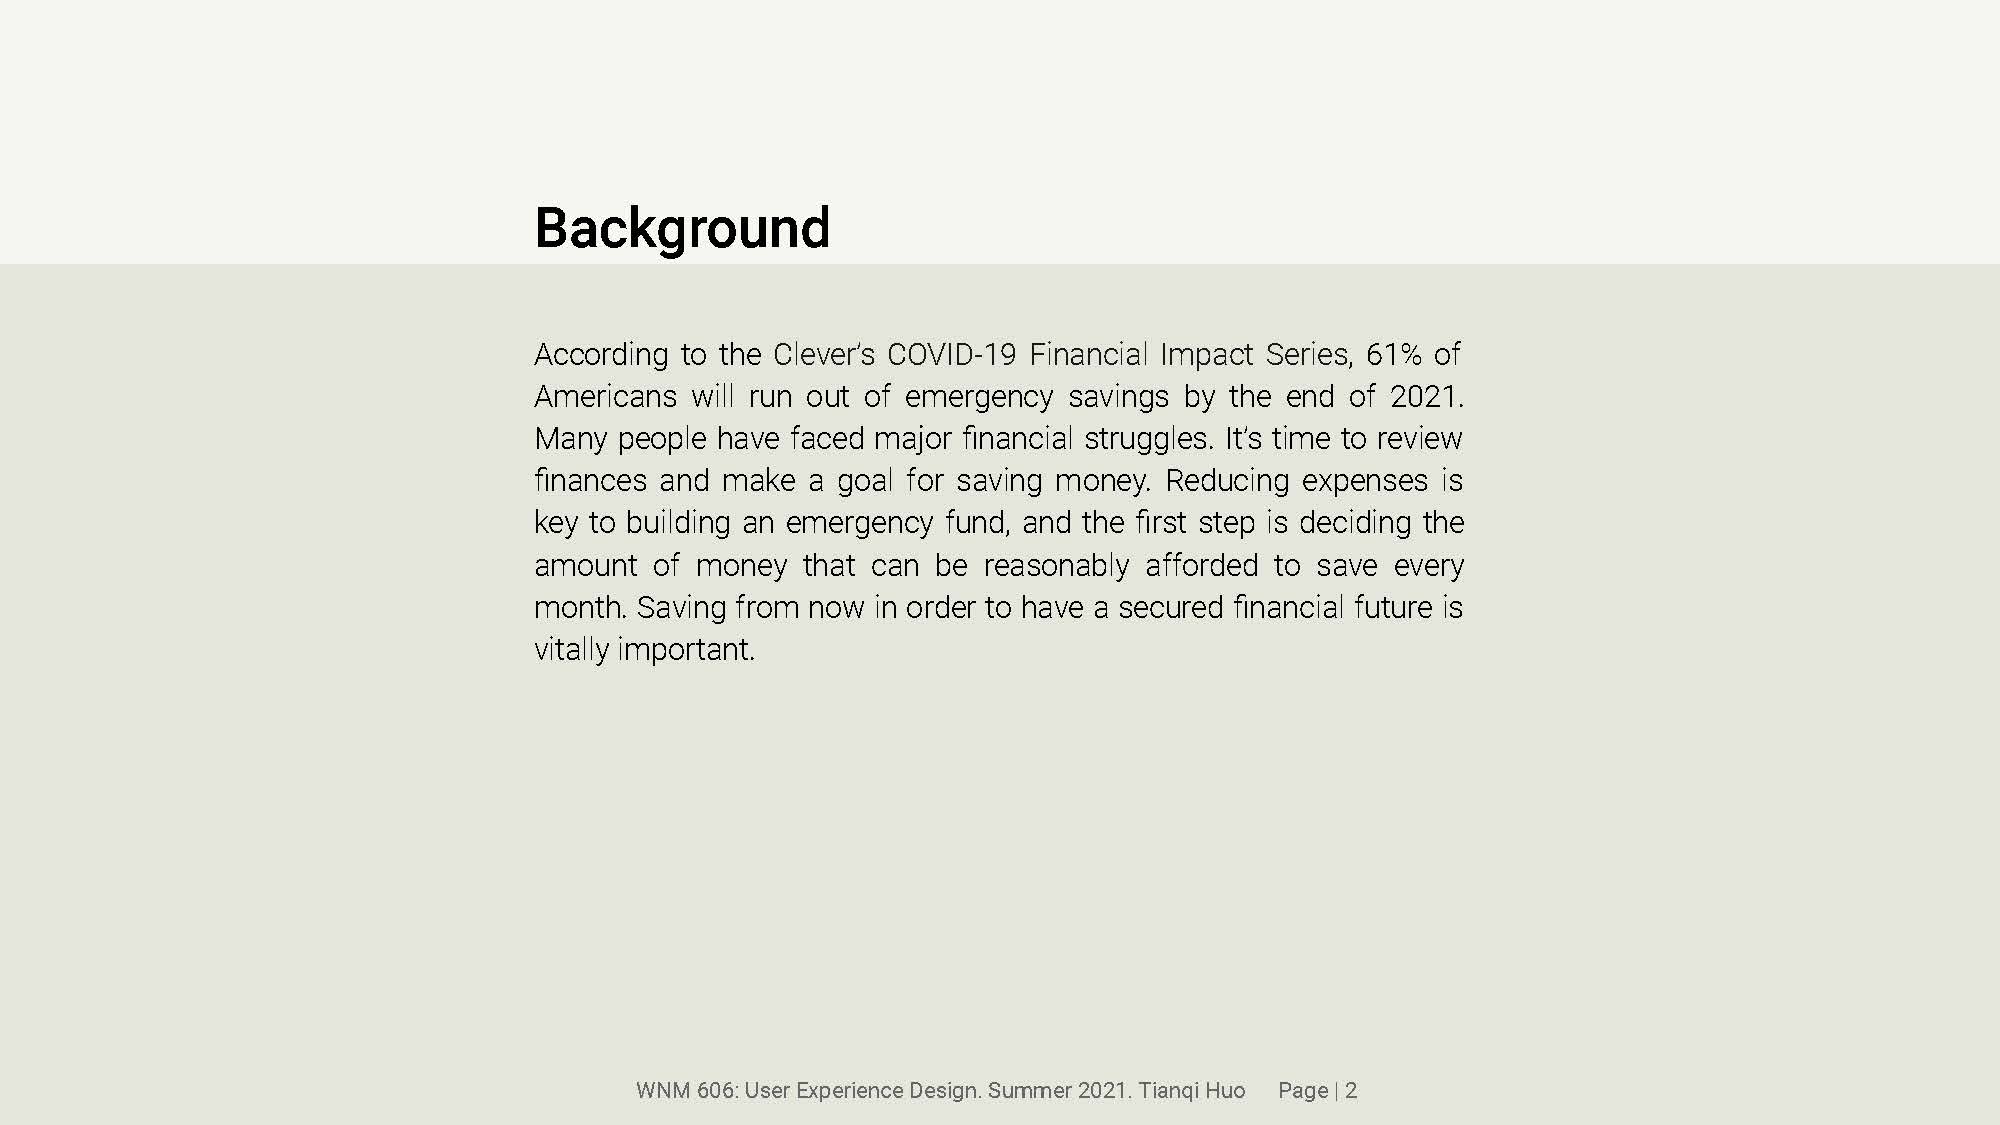 Background
According to the Clever’s COVID-19 Financial Impact Series, 61% of
Americans will run out of emergency savings by the end of 2021.
Many people have faced major financial struggles. It’s time to review
finances and make a goal for saving money. Reducing expenses is
key to building an emergency fund, and the first step is deciding the
amount of money that can be reasonably afforded to save every
month. Saving from now in order to have a secured financial future is
vitally important.
WNM 606: User Experience Design. Summer 2021. Tianqi Huo Page | 2